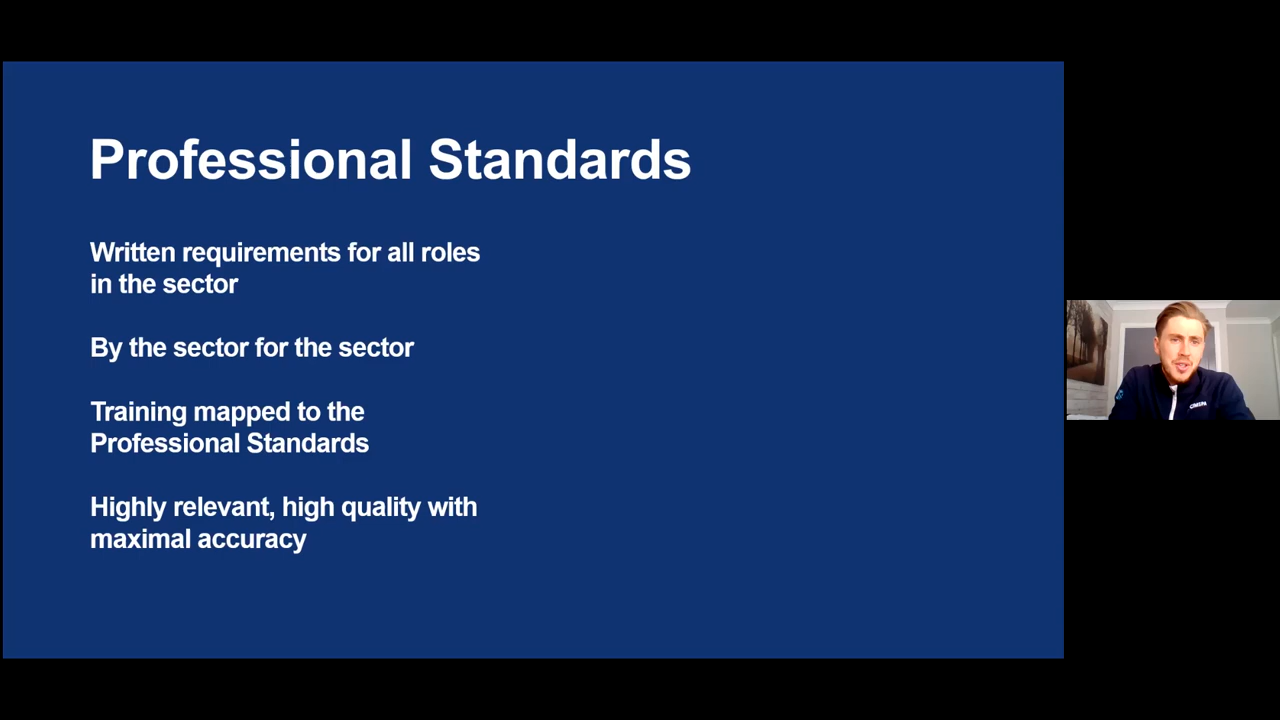 Professional Standards
Written requirements for all roles
in the sector
By the sector for the sector
Training mapped to the
Professional Standards
Highly relevant, high quality with
maximal accuracy